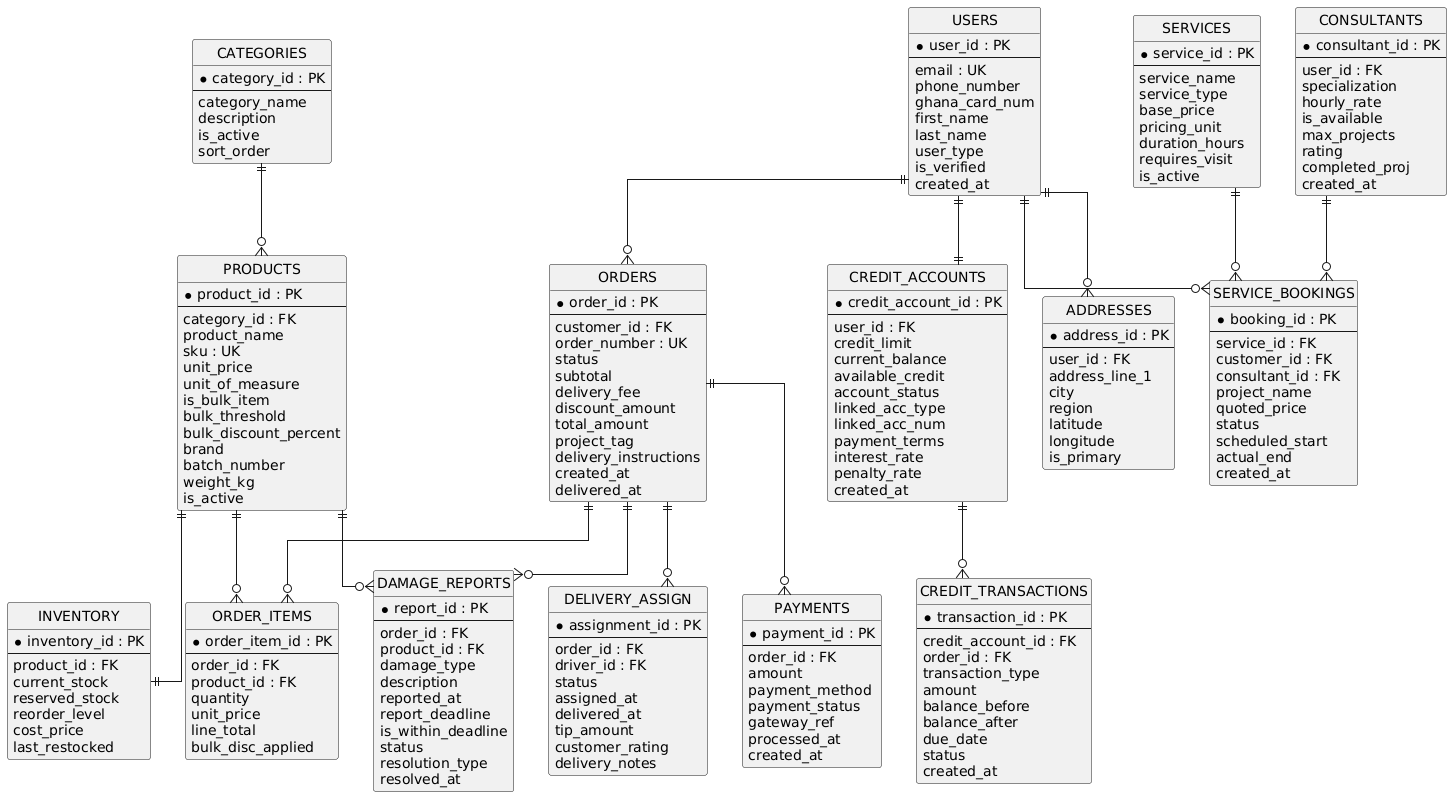 CATEGORIES
* category_id : PK
category_name
description
is_active
sort_order
USERS
* user_id : PK
email : UK
phone_number
ghana_card_num
first_name
last_name
user_type
is_verified
created_at
SERVICES
* service_id : PK
service_name
service_type
base_price
pricing_unit
duration_hours
requires_visit
is_active
CONSULTANTS
* consultant_id : PK
user_id : FK
specialization
hourly_rate
is_available
max_projects
rating
completed_proj
created_at
PRODUCTS
* product_id : PK
category_id : FK
product_name
sku : UK
unit_price
unit_of_measure
is_bulk_item
bulk_threshold
bulk_discount_percent
brand
batch_number
weight_kg
is_active
ORDERS
* order_id : PK
customer_id : FK
order_number : UK
status
subtotal
delivery_fee
discount_amount
total_amount
project_tag
delivery_instructions
created_at
delivered_at
CREDIT_ACCOUNTS
* credit_account_id : PK
user_id : FK
credit_limit
current_balance
available_credit
account_status
linked_acc_type
linked_acc_num
payment_terms
interest_rate
penalty_rate
created_at
ADDRESSES
* address_id : PK
user_id : FK
address_line_1
city
region
latitude
longitude
is_primary
SERVICE_BOOKINGS
* booking_id : PK
service_id : FK
customer_id : FK
consultant_id : FK
project_name
quoted_price
status
scheduled_start
actual_end
created_at
INVENTORY
* inventory_id : PK
product_id : FK
current_stock
reserved_stock
reorder_level
cost_price
last_restocked
ORDER_ITEMS
* order_item_id : PK
order_id : FK
product_id : FK
quantity
unit_price
line_total
bulk_disc_applied
DAMAGE_REPORTS
* report_id : PK
order_id : FK
product_id : FK
damage_type
description
reported_at
report_deadline
is_within_deadline
status
resolution_type
resolved_at
DELIVERY_ASSIGN
* assignment_id : PK
order_id : FK
driver_id : FK
status
assigned_at
delivered_at
tip_amount
customer_rating
delivery_notes
PAYMENTS
* payment_id : PK
order_id : FK
amount
payment_method
payment_status
gateway_ref
processed_at
created_at
CREDIT_TRANSACTIONS
* transaction_id : PK
credit_account_id : FK
order_id : FK
transaction_type
amount
balance_before
balance_after
due_date
status
created_at